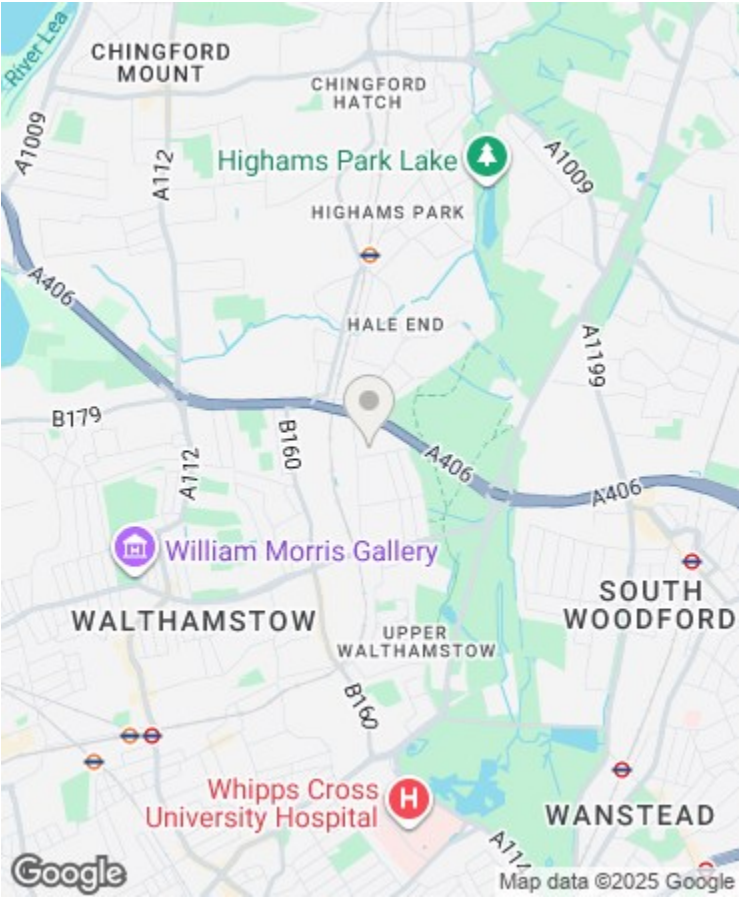 River Lea
CHINGFORD
MOUNT
CHINGFORD
HATCH
A1009
A112
Highams Park Lake
A1009
HIGHAMS PARK
A406
HALE END
A1199
B179
B160
A112
A406
A406
William Morris Gallery
SOUTH
WOODFORD
WALTHAMSTOW
UPPER
WALTHAMSTOW
B160
Whipps Cross
University Hospital
H
WANSTEAD
A114
Google
Map data ©2025 Google